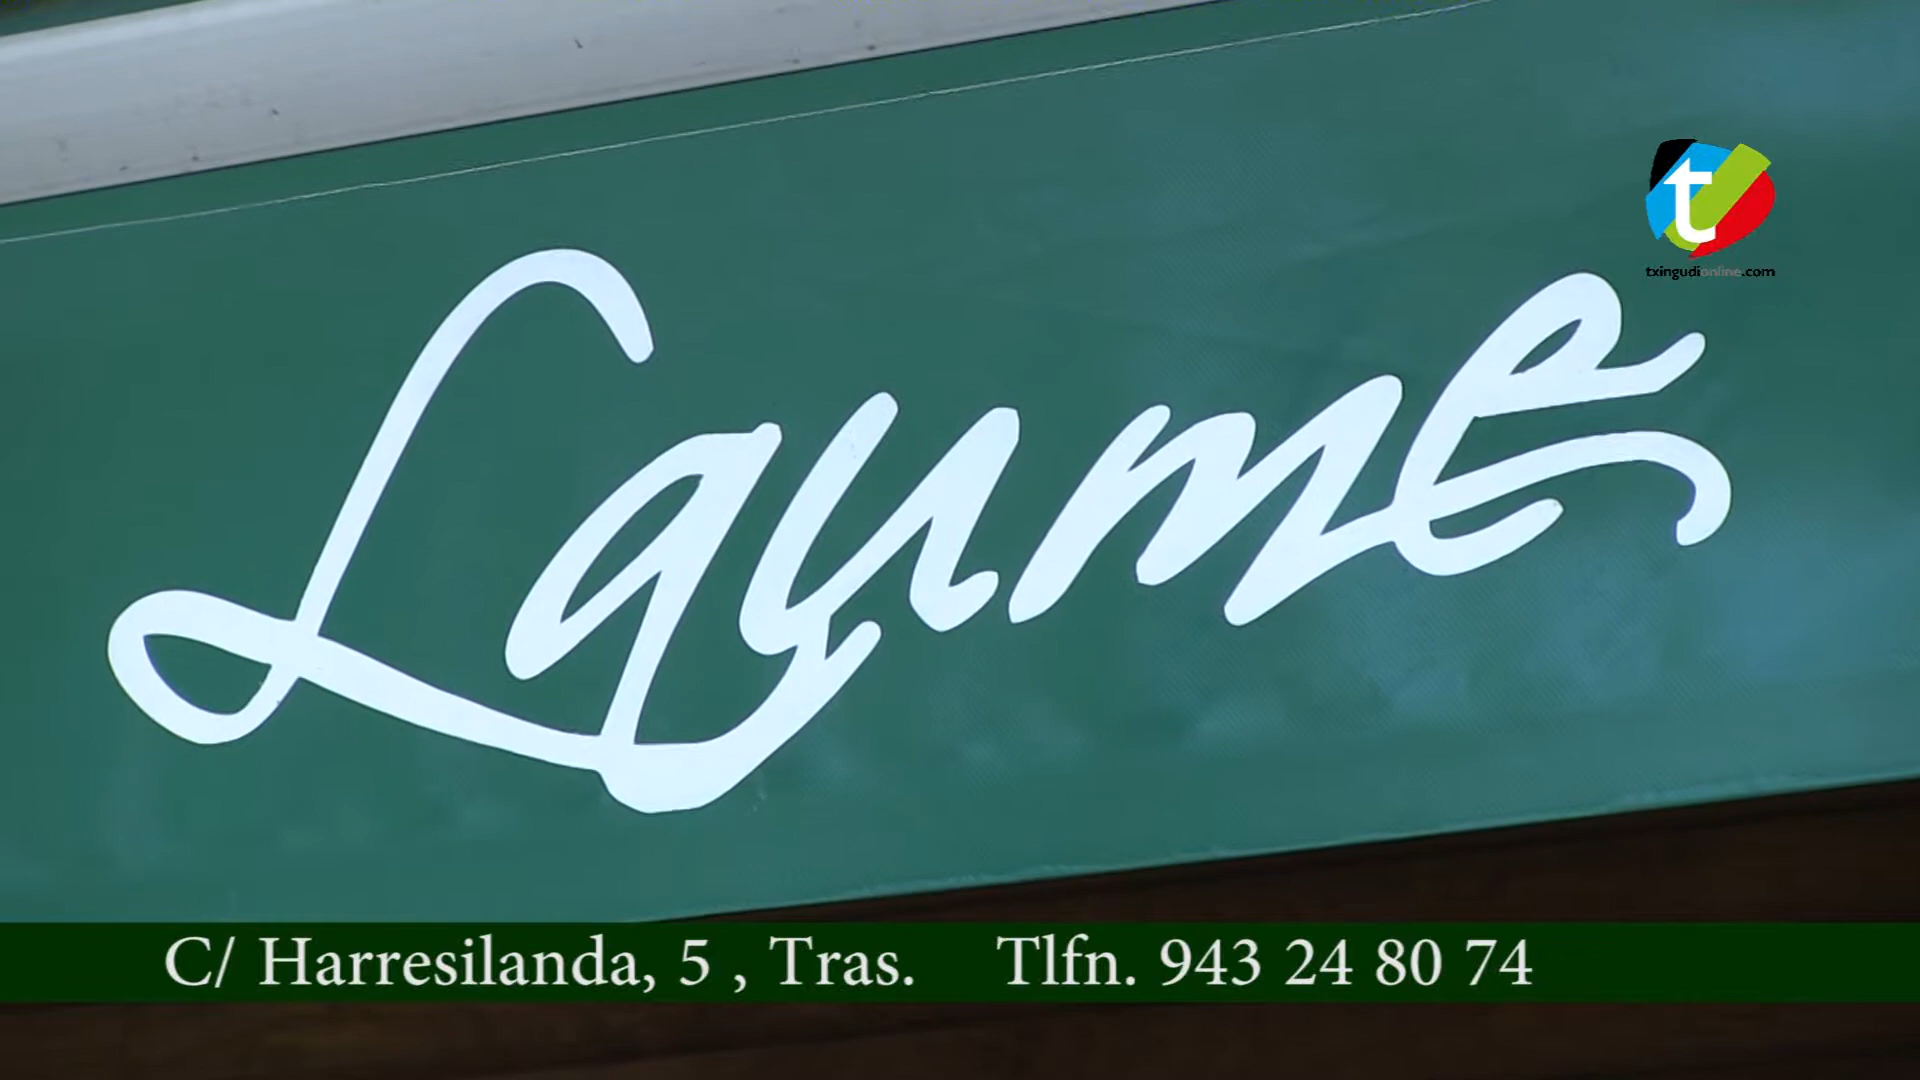 t
txingudionline.com
Laume
C/ Harresilanda, 5 , Tras. Tlfn. 943 24 80 74